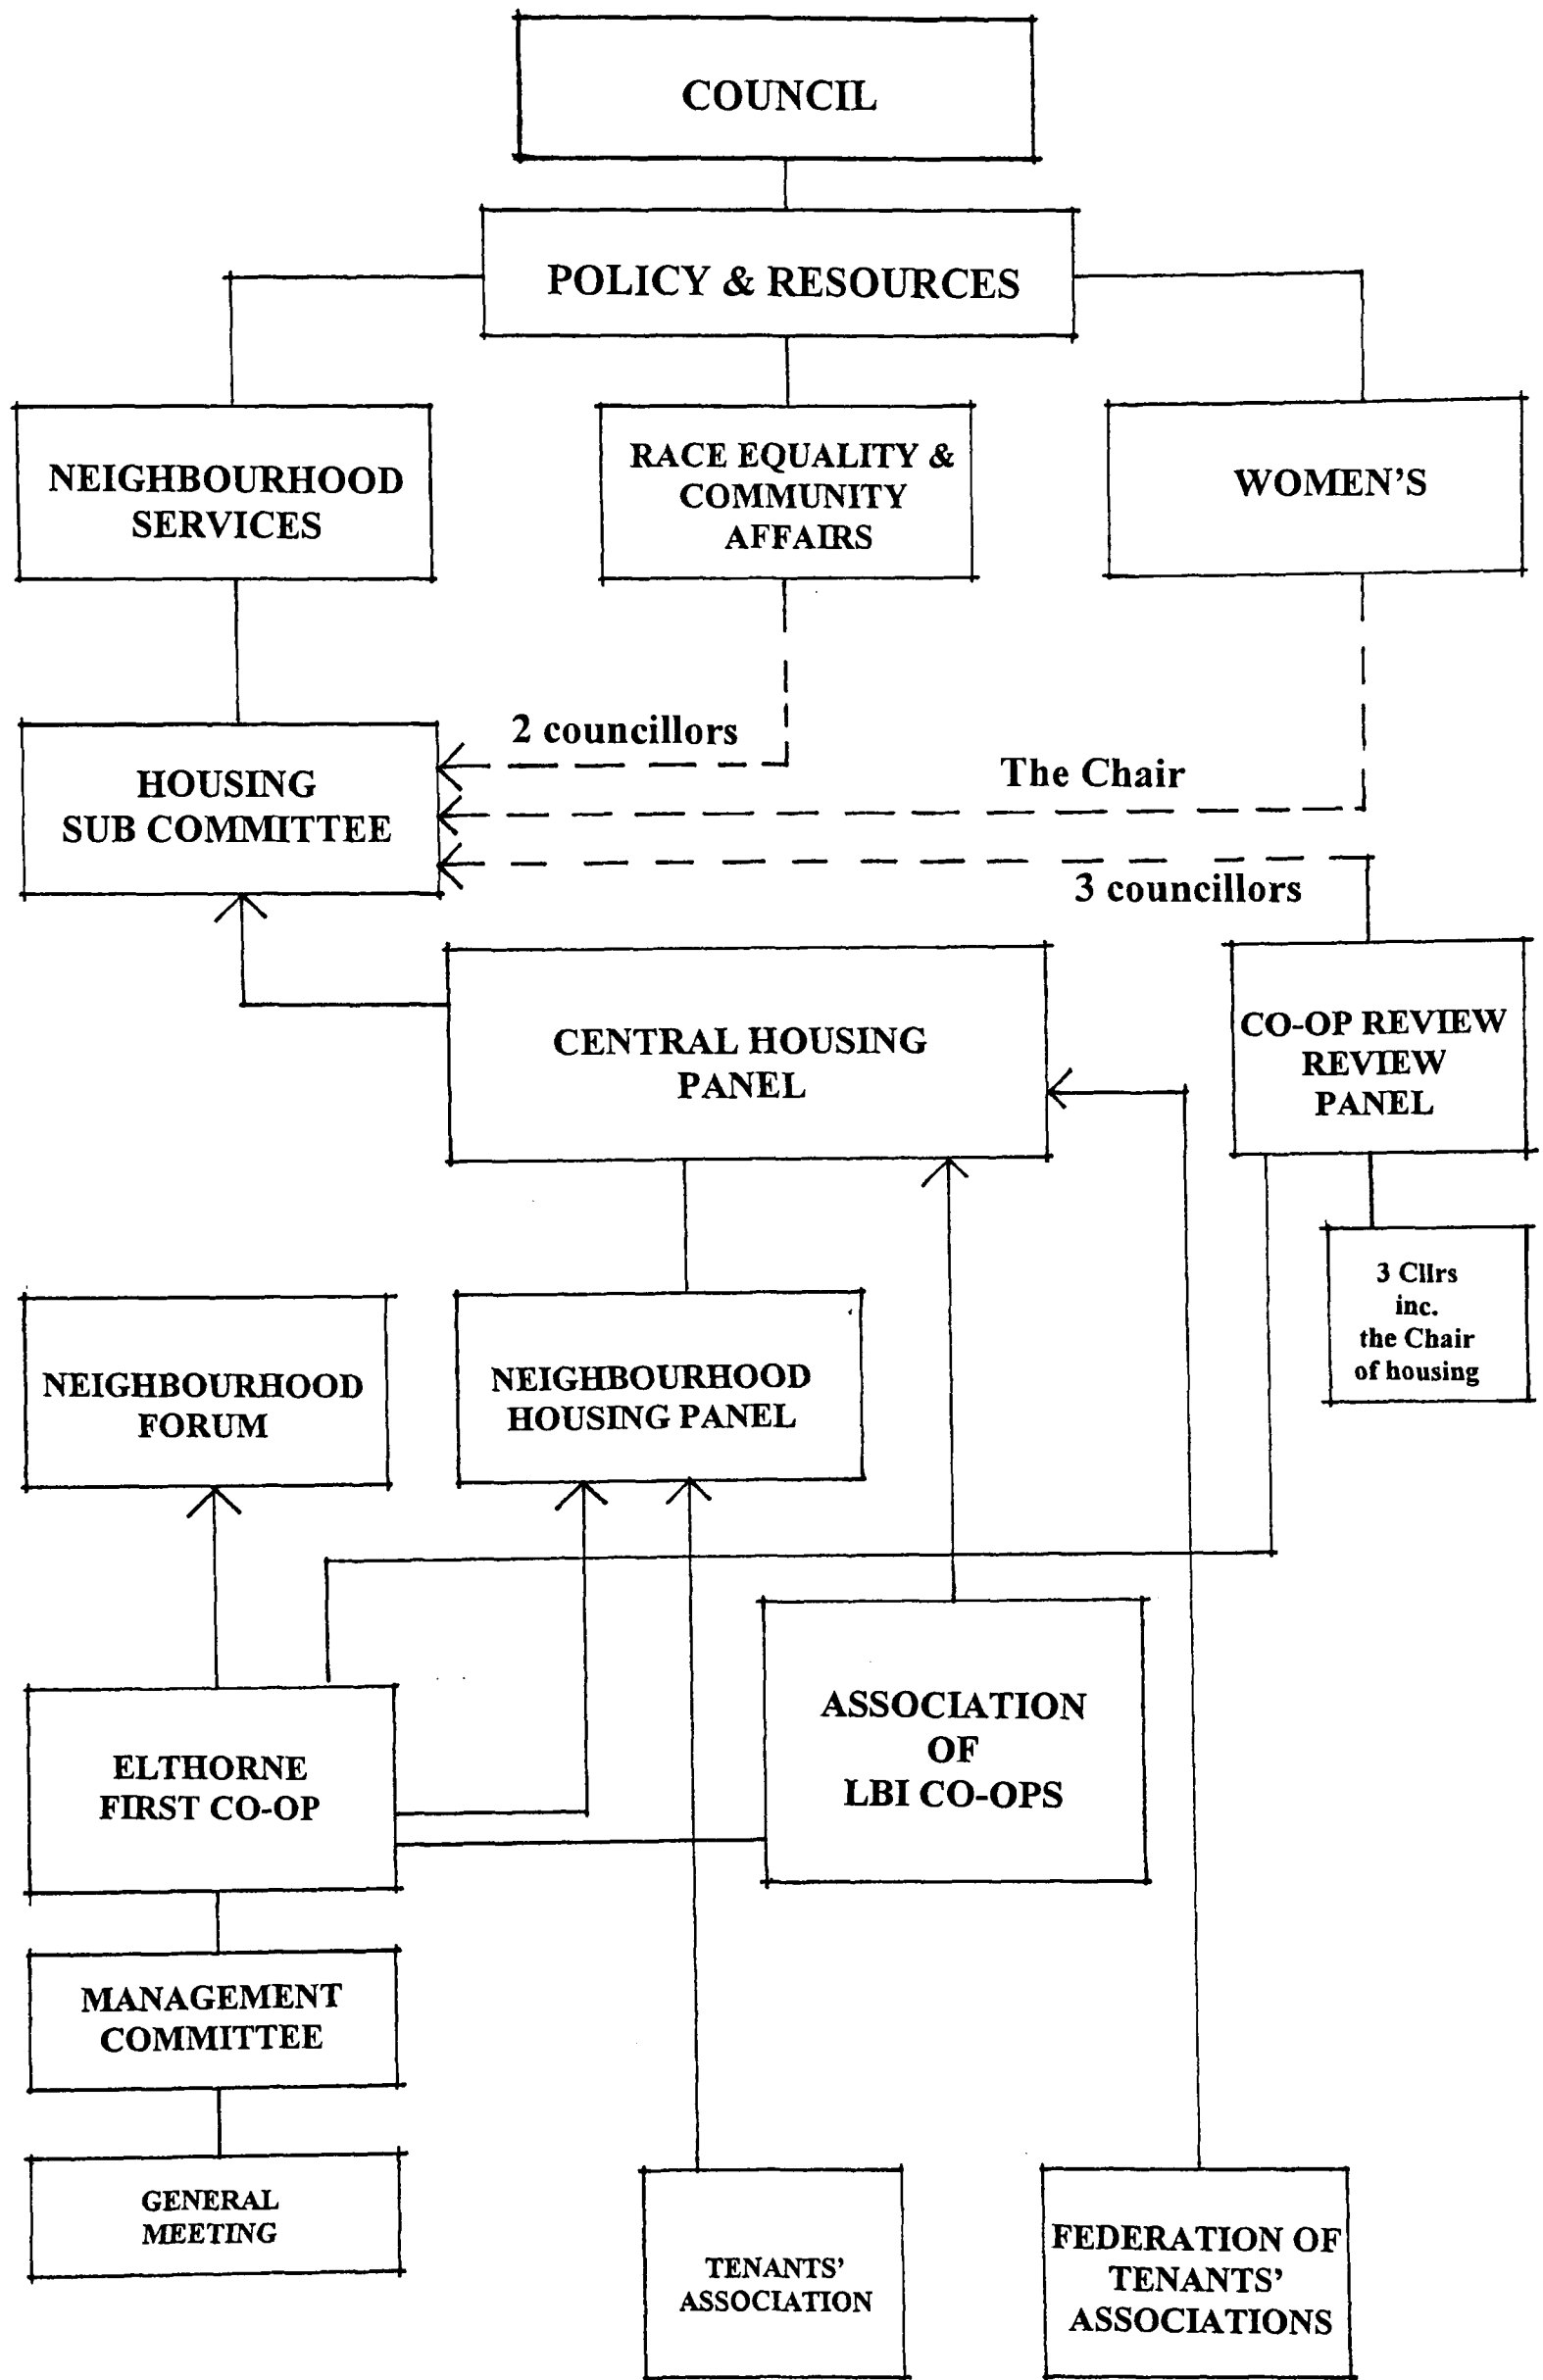 COUNCIL
POLICY & RESOURCES
NEIGHBOURHOOD
SERVICES
RACE EQUALITY &
COMMUNITY
AFFAIRS
WOMEN'S
2 councillors
The Chair
3 councillors
HOUSING
SUB COMMITTEE
CENTRAL HOUSING
PANEL
CO-OP REVIEW
REVIEW
PANEL
3 Cllrs
inc.
the Chair
of housing
NEIGHBOURHOOD
FORUM
NEIGHBOURHOOD
HOUSING PANEL
ELTHORNE
FIRST CO-OP
ASSOCIATION
OF
LBI CO-OPS
MANAGEMENT
COMMITTEE
GENERAL
MEETING
TENANTS'
ASSOCIATION
FEDERATION OF
TENANTS'
ASSOCIATIONS